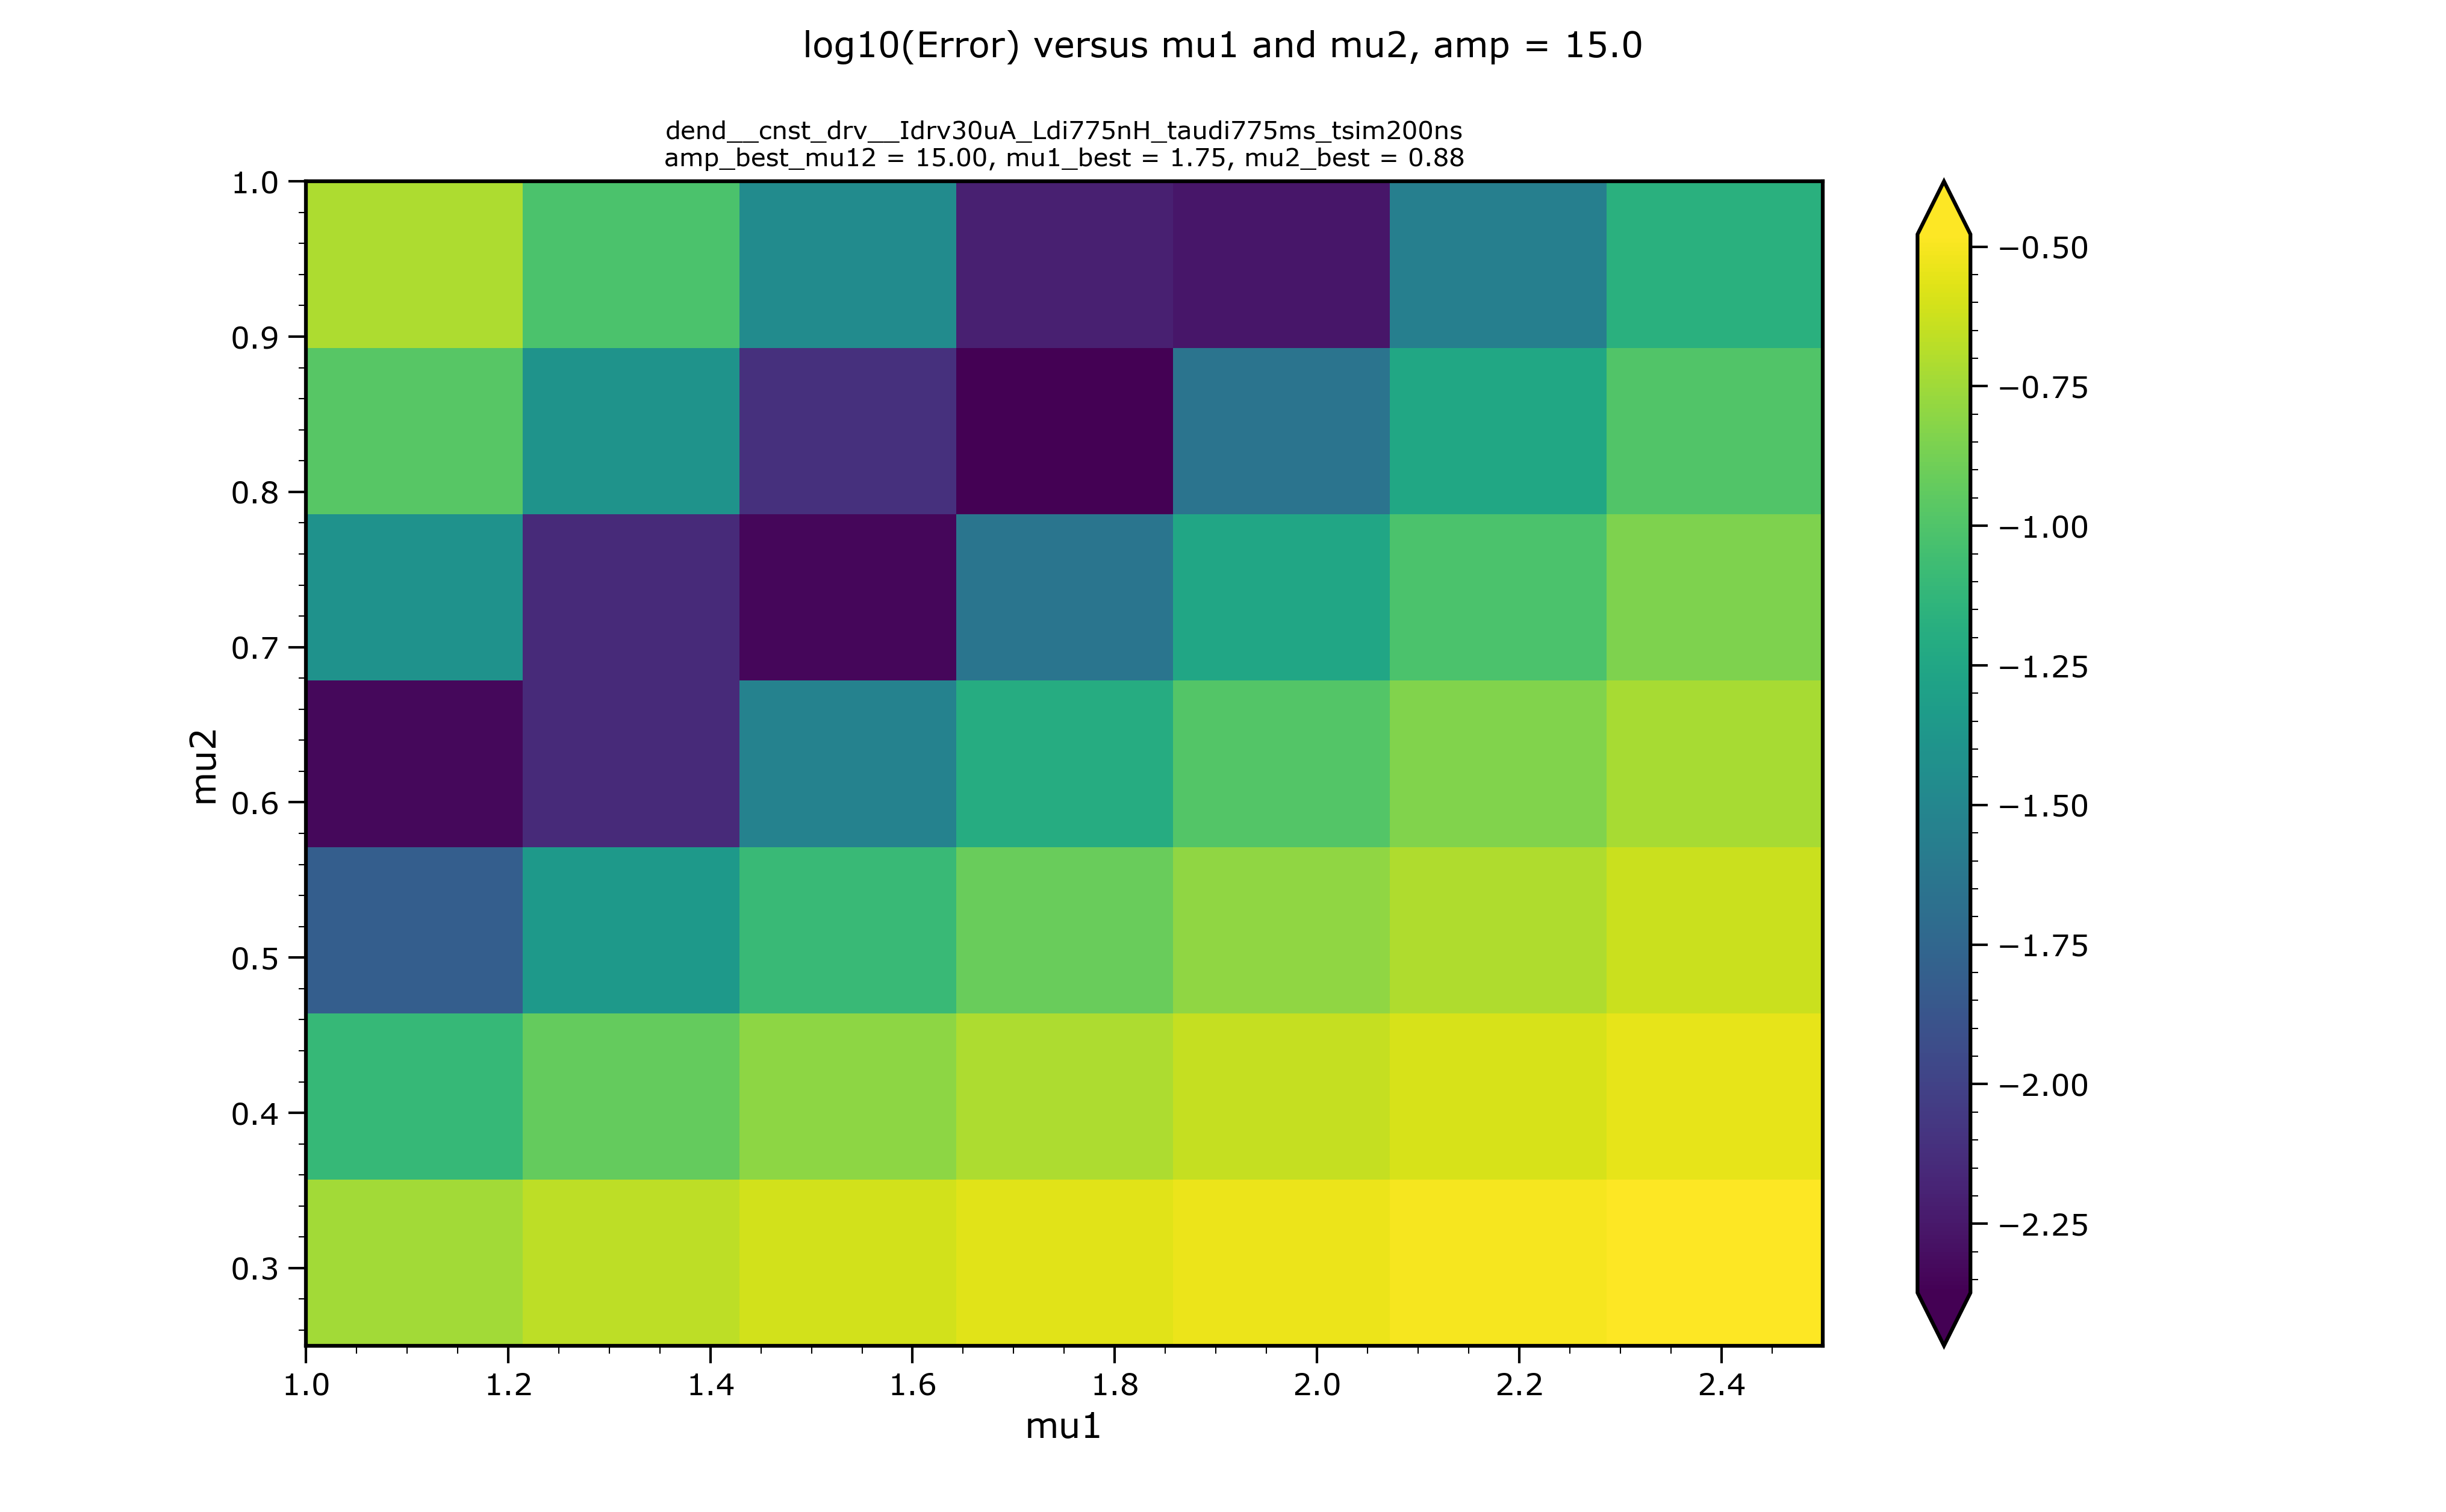 log10(Error) versus mu1 and mu2, amp = 15.0
dend__cnst_drv__Idrv30uA_Ldi775nH_taudi775ms_tsim200ns
amp_best_mu12 = 15.00, mu1_best = 1.75, mu2_best = 0.88
1.0
0.9
0.8
0.7
0.6
0.5
0.4
0.3
mu2
1.0 1.2 1.4 1.6 1.8 2.0 2.2 2.4
mu1
−0.50
−0.75
−1.00
−1.25
−1.50
−1.75
−2.00
−2.25